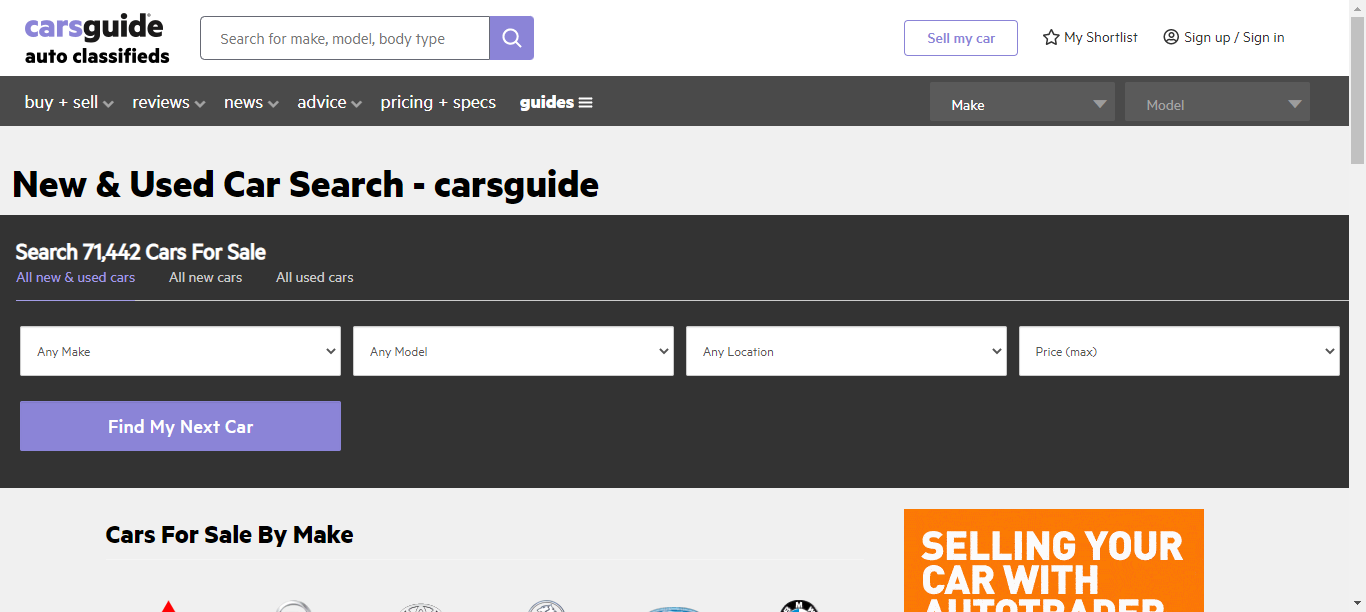 carsguide
auto classifieds
Search for make, model, body type
Sell my car
My Shortlist
Sign up / Sign in
buy + sell
reviews
news
advice
pricing + specs
guides
Make
Model
New & Used Car Search - carsguide
Search 71,442 Cars For Sale
All new & used cars
All new cars
All used cars
Any Make
Any Model
Any Location
Price (max)
Find My Next Car
Cars For Sale By Make
SELLING YOUR
CAR WITH
AUTOTRADER